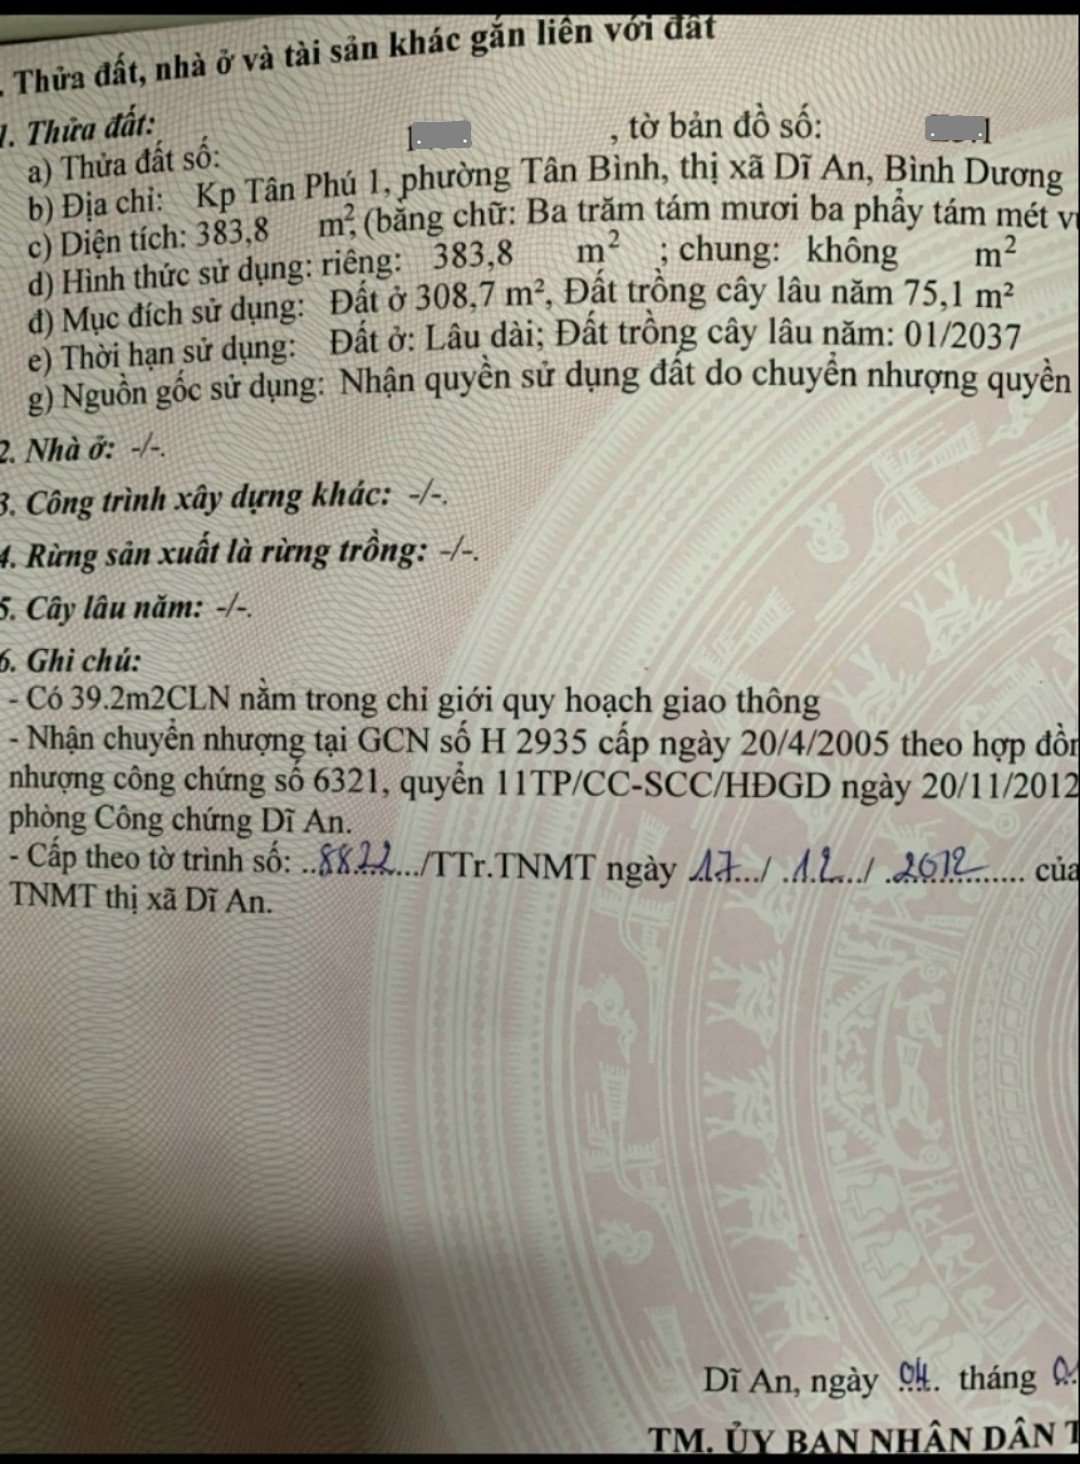 . Thửa đất, nhà ở và tài sản khác gắn liền với đất
1. Thửa đất:
a) Thửa đất số: , tờ bản đồ số:
b) Địa chỉ: Kp Tân Phú 1, phường Tân Bình, thị xã Dĩ An, Bình Dương
c) Diện tích: 383,8 m², (bằng chữ: Ba trăm tám mươi ba phẩy tám mét v
d) Hình thức sử dụng: riêng: 383,8 m² ; chung: không m²
đ) Mục đích sử dụng: Đất ở 308,7 m², Đất trồng cây lâu năm 75,1 m²
e) Thời hạn sử dụng: Đất ở: Lâu dài; Đất trồng cây lâu năm: 01/2037
g) Nguồn gốc sử dụng: Nhận quyền sử dụng đất do chuyển nhượng quyền
2. Nhà ở: -/-.
3. Công trình xây dựng khác: -/-.
4. Rừng sản xuất là rừng trồng: -/-.
5. Cây lâu năm: -/-.
6. Ghi chú:
- Có 39.2m2CLN nằm trong chỉ giới quy hoạch giao thông
- Nhận chuyển nhượng tại GCN số H 2935 cấp ngày 20/4/2005 theo hợp đồn
nhượng công chứng số 6321, quyển 11TP/CC-SCC/HĐGD ngày 20/11/2012
phòng Công chứng Dĩ An.
- Cấp theo tờ trình số: ..8822.../TTr.TNMT ngày 17.../ .12.../ .2012...... của
TNMT thị xã Dĩ An.
Dĩ An, ngày 04. tháng
TM. ỦY BAN NHÂN DÂN T